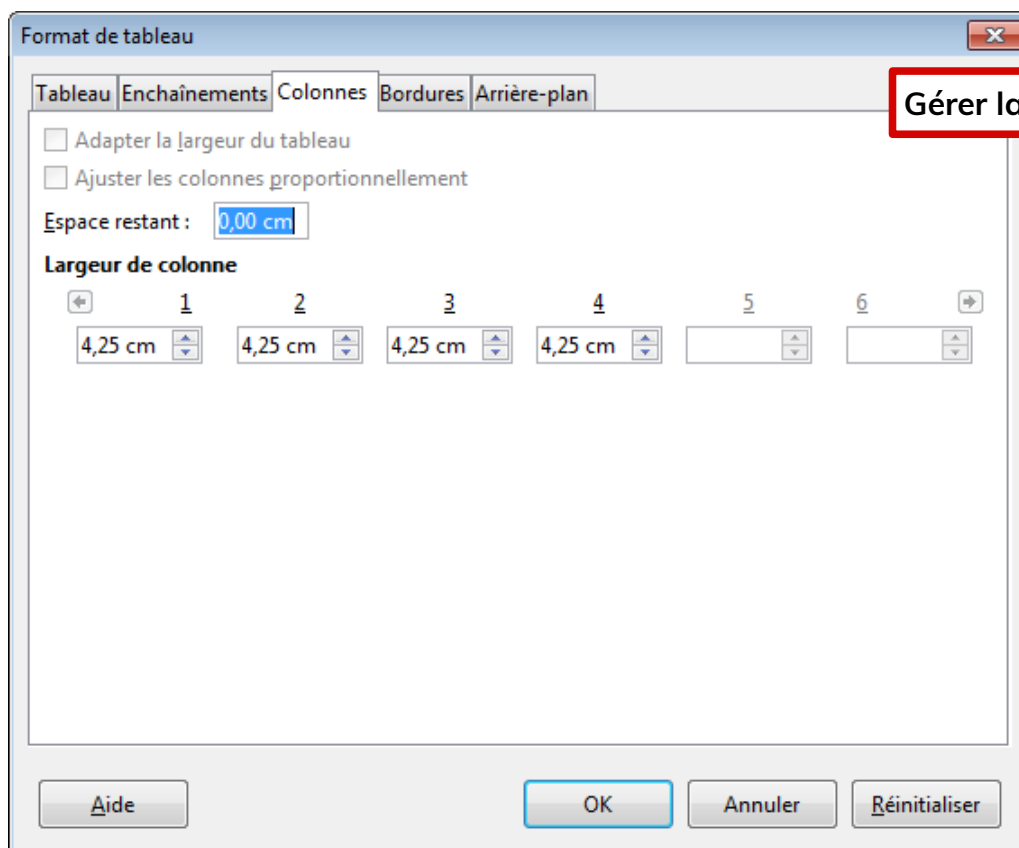 Format de tableau
Tableau Enchaînements Colonnes Bordures Arrière-plan
Gérer la
Adapter la largeur du tableau
Ajuster les colonnes proportionnellement
Espace restant : 0,00 cm
Largeur de colonne
1 2 3 4 5 6
4,25 cm 4,25 cm 4,25 cm 4,25 cm
Aide OK Annuler Réinitialiser